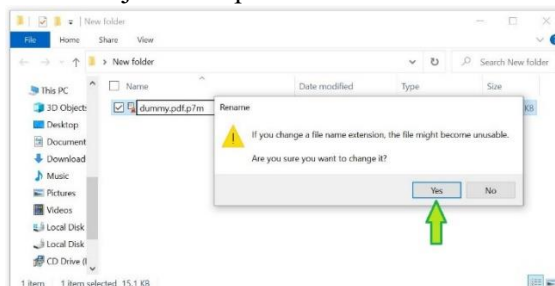 New folder
File Home Share View
New folder
Search New folder
Name Date modified Type Size
This PC
3D Objects
Desktop
Document
Download
Music
Pictures
Videos
Local Disk
Local Disk
CD Drive (I
dummy.pdf.p7m
KB
Rename
If you change a file name extension, the file might become unusable.
Are you sure you want to change it?
Yes No
1 item 1 item selected 15.1 KB